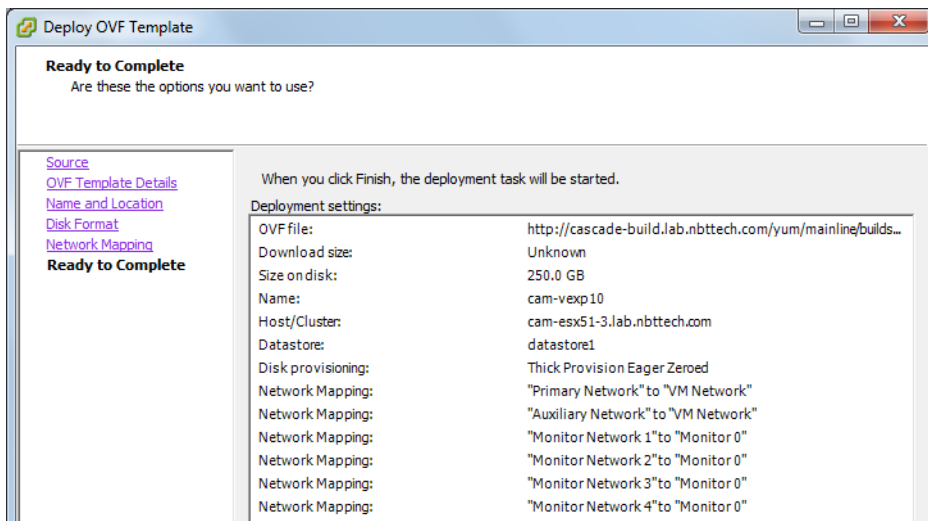 Deploy OVF Template
Ready to Complete
Are these the options you want to use?
Source
OVF Template Details
Name and Location
Disk Format
Network Mapping
Ready to Complete
When you click Finish, the deployment task will be started.
Deployment settings:
OVF file: http://cascade-build.lab.nbttech.com/yum/mainline/builds...
Download size: Unknown
Size on disk: 250.0 GB
Name: cam-vexp10
Host/Cluster: cam-esx51-3.lab.nbttech.com
Datastore: datastore1
Disk provisioning: Thick Provision Eager Zeroed
Network Mapping: "Primary Network" to "VM Network"
Network Mapping: "Auxiliary Network" to "VM Network"
Network Mapping: "Monitor Network 1" to "Monitor 0"
Network Mapping: "Monitor Network 2" to "Monitor 0"
Network Mapping: "Monitor Network 3" to "Monitor 0"
Network Mapping: "Monitor Network 4" to "Monitor 0"